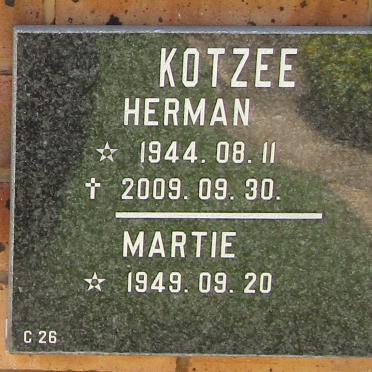 KOTZEE
HERMAN
☆ 1944. 08. 11
✝ 2009. 09. 30.
MARTIE
☆ 1949. 09. 20
C 26